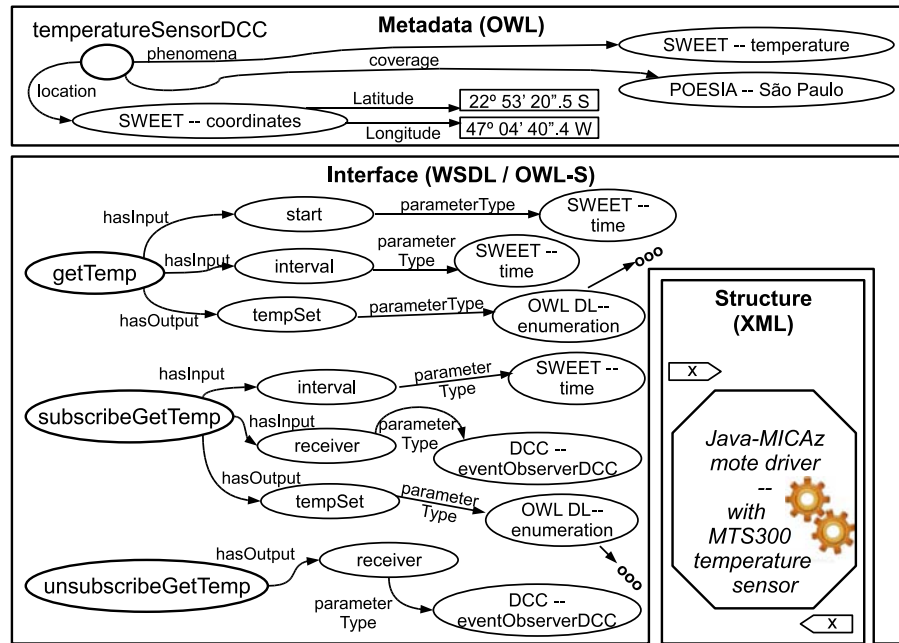 Metadata (OWL)
temperatureSensorDCC
phenomena
SWEET -- temperature
coverage
location
POESIA -- São Paulo
Latitude
22º 53' 20".5 S
SWEET -- coordinates
Longitude
47º 04' 40".4 W
Interface (WSDL / OWL-S)
hasInput
start
parameterType
SWEET --
time
hasInput
interval
parameter
Type
SWEET --
time
ooo
getTemp
hasOutput
tempSet
parameterType
OWL DL--
enumeration
hasInput
interval
parameter
Type
SWEET --
time
subscribeGetTemp
hasInput
receiver
parameter
Type
DCC --
eventObserverDCC
hasOutput
tempSet
parameter
Type
OWL DL--
enumeration
ooo
hasOutput
receiver
unsubscribeGetTemp
parameter
Type
DCC --
eventObserverDCC
Structure
(XML)
x
Java-MICAz
mote driver
--
with
MTS300
temperature
sensor
x